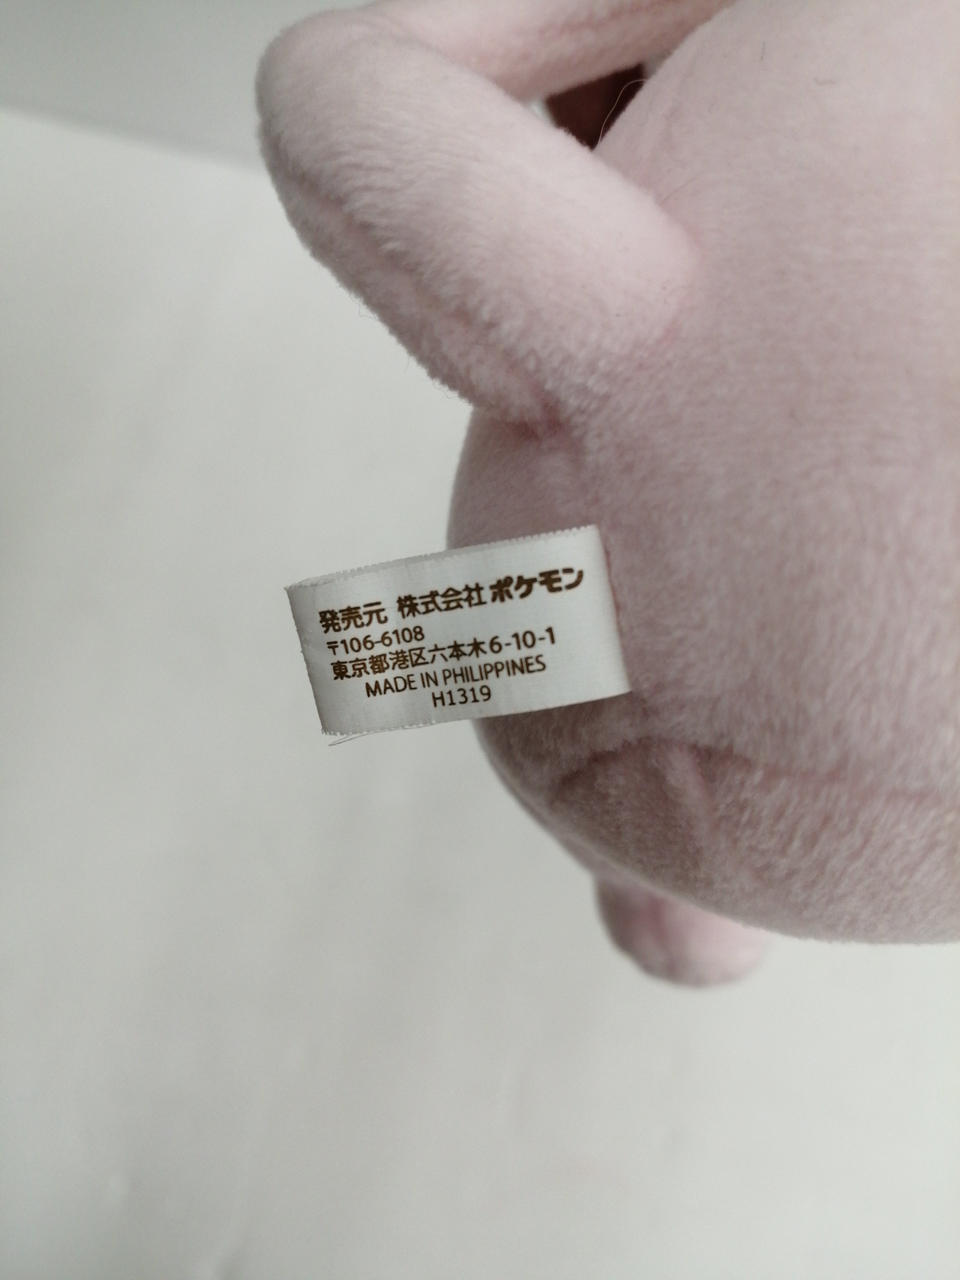 発売元 株式会社ポケモン
〒106-6108
東京都港区六本木6-10-1
MADE IN PHILIPPINES
H1319